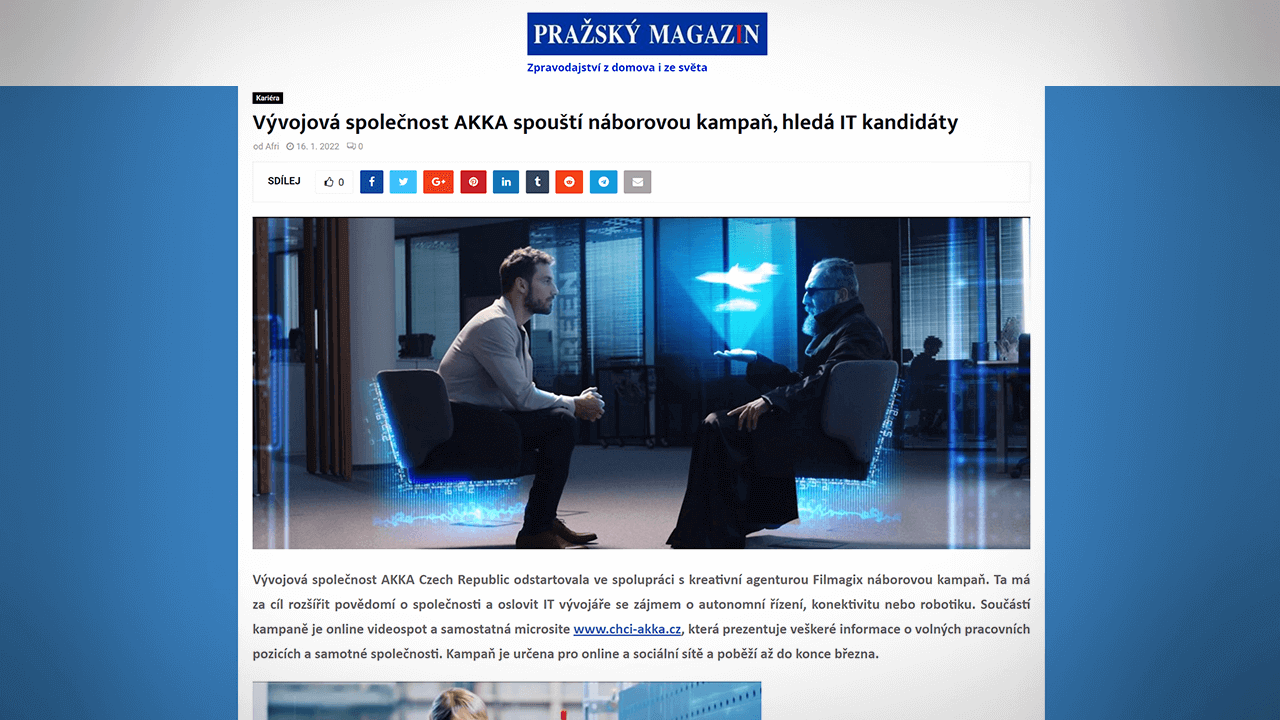 PRAŽSKÝ MAGAZIN
Zpravodajství z domova i ze světa
Kariéra
Vývojová společnost AKKA spouští náborovou kampaň, hledá IT kandidáty
od Afri 16. 1. 2022 0
SDÍLEJ 0
Vývojová společnost AKKA Czech Republic odstartovala ve spolupráci s kreativní agenturou Filmagix náborovou kampaň. Ta má
za cíl rozšířit povědomí o společnosti a oslovit IT vývojáře se zájmem o autonomní řízení, konektivitu nebo robotiku. Součástí
kampaně je online videospot a samostatná microsite www.chci-akka.cz, která prezentuje veškeré informace o volných pracovních
pozicích a samotné společnosti. Kampaň je určena pro online a sociální sítě a poběží až do konce března.